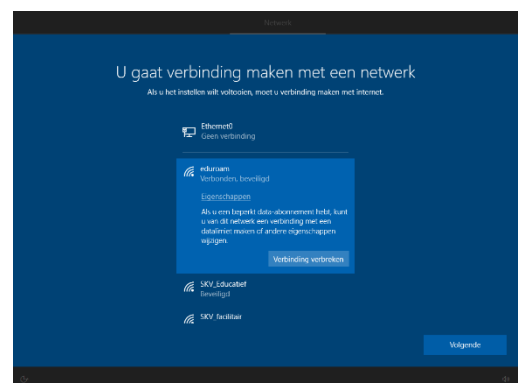 Netwerk
U gaat verbinding maken met een netwerk
Als u het instellen wilt voltooien, moet u verbinding maken met internet.
Ethernet0
Geen verbinding
eduroam
Verbonden, beveiligd
Eigenschappen
Als u een beperkt data-abonnement hebt, kunt
u van dit netwerk een verbinding met een
datalimiet maken of andere eigenschappen
wijzigen.
Verbinding verbreken
SKV_Educatief
Beveiligd
SKV_facilitair
Volgende